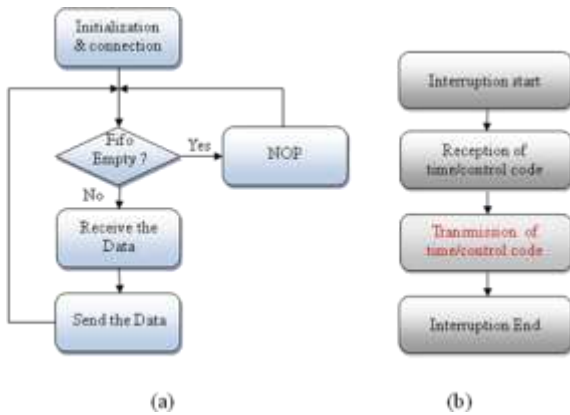 Initialization
& connection
Fifo
Empty ?
Yes
NOP
No
Receive the
Data
Send the Data
(a)
Interruption start
Reception of
time/control code
Transmission of
time/control code
Interruption End
(b)